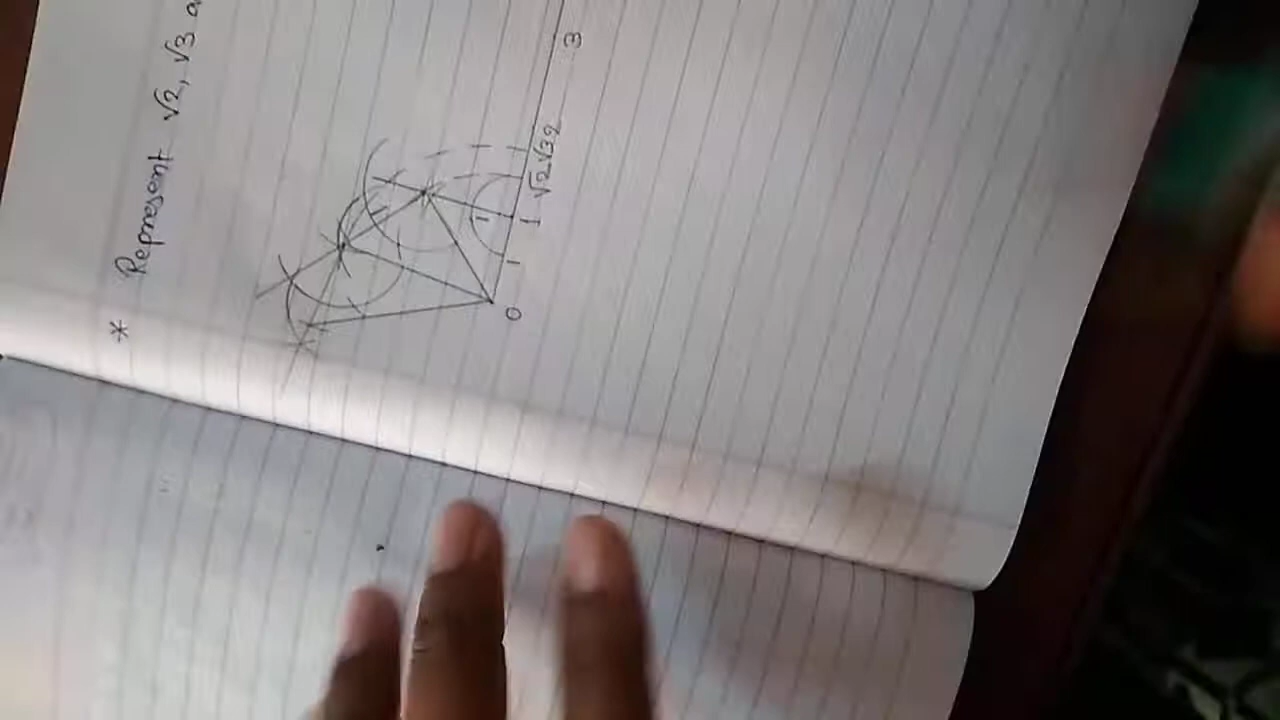 * Represent √2, √3
1
0 1 √2 √3 2 3